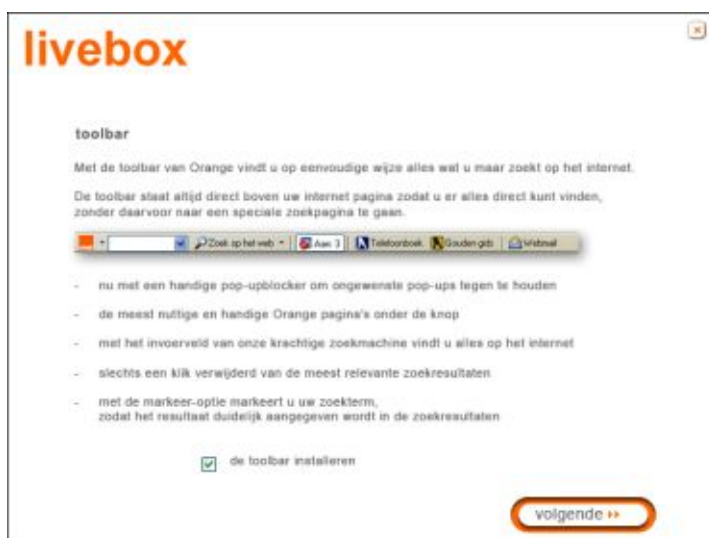 livebox
toolbar
Met de toolbar van Orange vindt u op eenvoudige wijze alles wat u maar zoekt op het internet.
De toolbar staat altijd direct boven uw internet pagina zodat u er alles direct kunt vinden,
zonder daarvoor naar een speciale zoekpagina te gaan.
Zoek op het web Aan: 3 Telefoonboek Gouden gids Webmail
- nu met een handige pop-upblocker om ongewenste pop-ups tegen te houden
- de meest nuttige en handige Orange pagina's onder de knop
- met het invoerveld van onze krachtige zoekmachine vindt u alles op het internet
- slechts een klik verwijderd van de meest relevante zoekresultaten
- met de markeer-optie markeert u uw zoekterm,
zodat het resultaat duidelijk aangegeven wordt in de zoekresultaten
de toolbar installeren
volgende